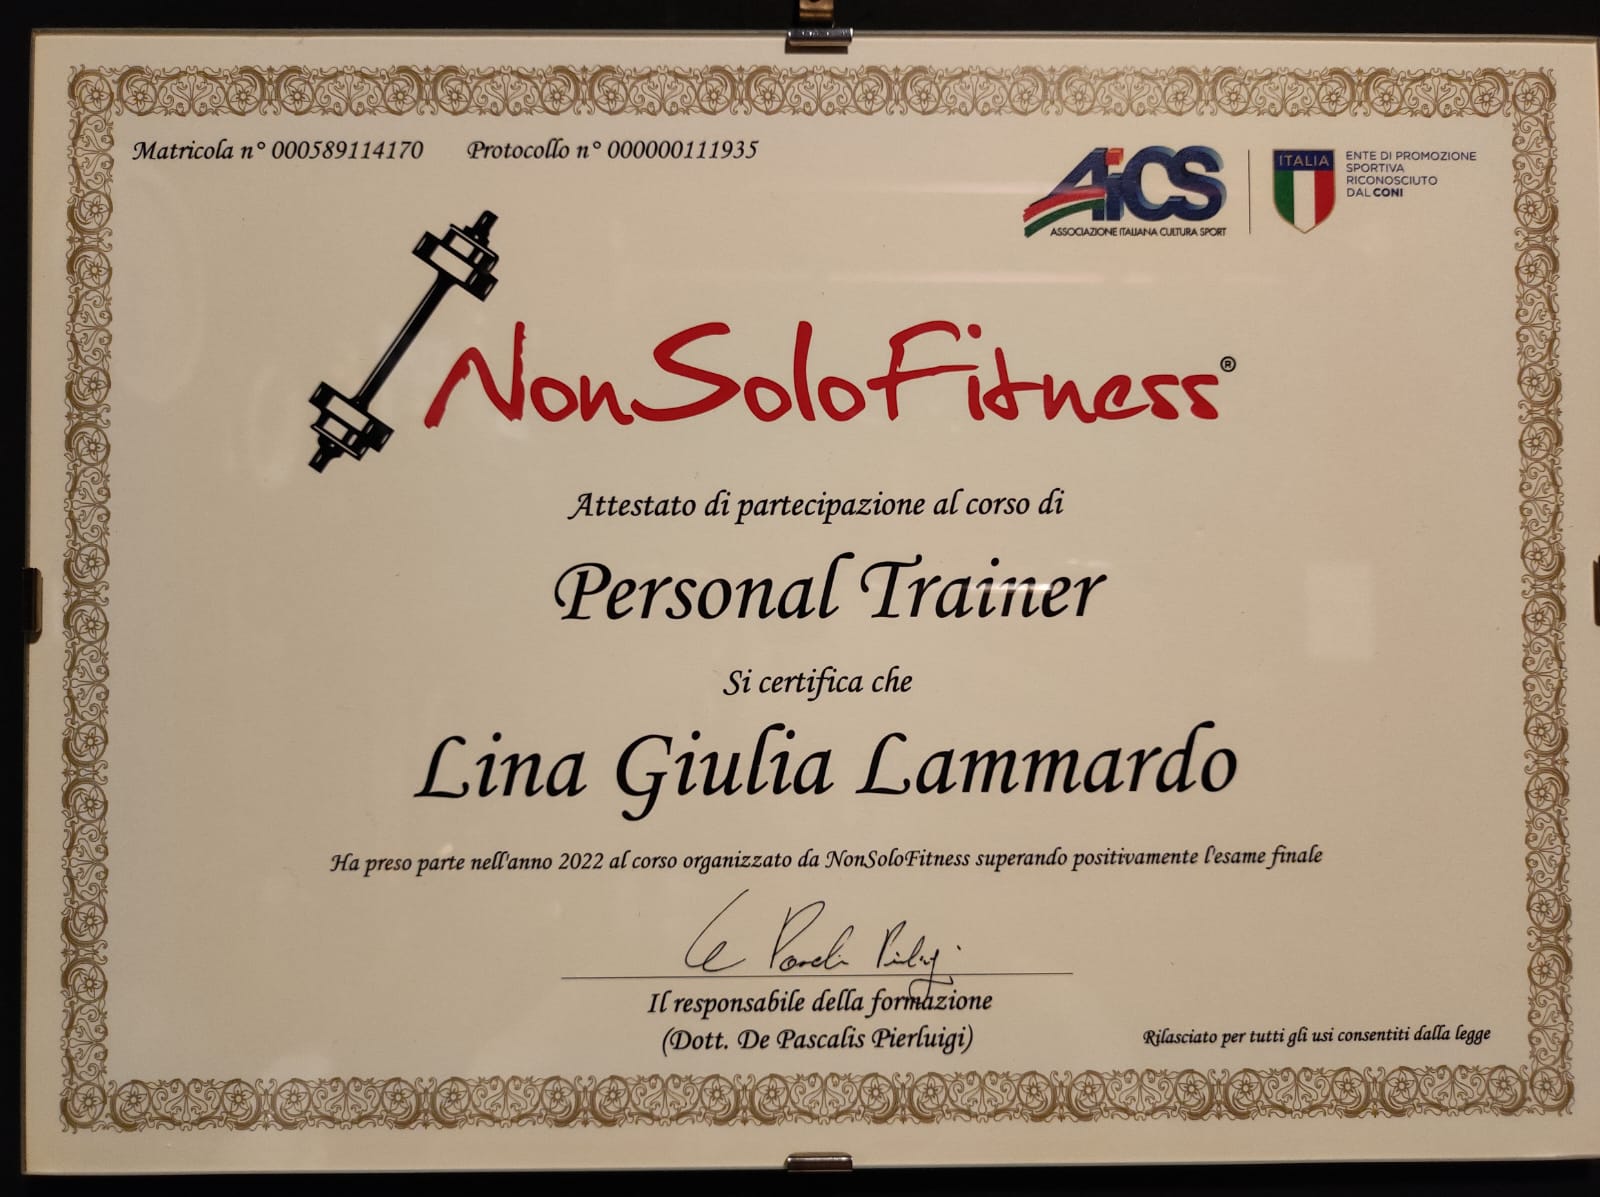 Matricola n° 000589114170 Protocollo n° 000000111935
AiCS
ASSOCIAZIONE ITALIANA CULTURA SPORT
ITALIA
ENTE DI PROMOZIONE
SPORTIVA
RICONOSCIUTO
DAL CONI
NonSoloFitness®
Attestato di partecipazione al corso di
Personal Trainer
Si certifica che
Lina Giulia Lammardo
Ha preso parte nell'anno 2022 al corso organizzato da NonSoloFitness superando positivamente l'esame finale
Il responsabile della formazione
(Dott. De Pascalis Pierluigi)
Rilasciato per tutti gli usi consentiti dalla legge